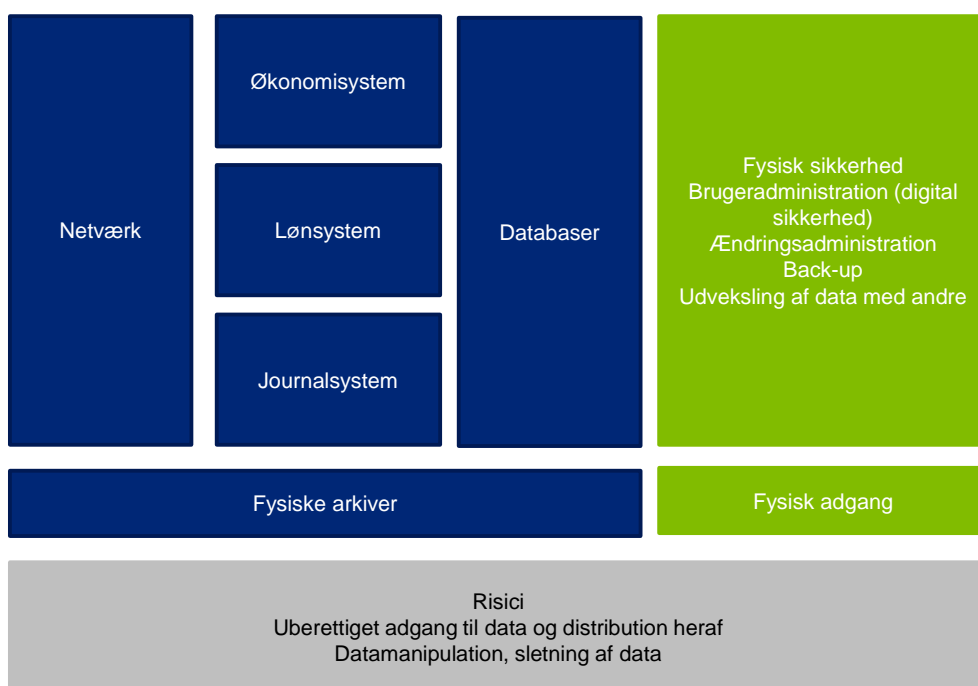 Netværk
Økonomisystem
Lønsystem
Journalsystem
Databaser
Fysisk sikkerhed
Brugeradministration (digital
sikkerhed)
Ændringsadministration
Back-up
Udveksling af data med andre
Fysiske arkiver
Fysisk adgang
Risici
Uberettiget adgang til data og distribution heraf
Datamanipulation, sletning af data